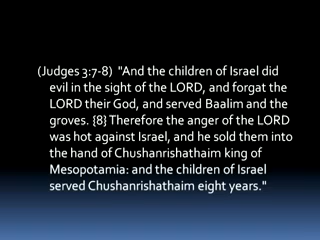 (Judges 3:7-8)  "And the children of Israel did
evil in the sight of the LORD, and forgat the
LORD their God, and served Baalim and the
groves. {8} Therefore the anger of the LORD
was hot against Israel, and he sold them into
the hand of Chushanrishathaim king of
Mesopotamia: and the children of Israel
served Chushanrishathaim eight years."